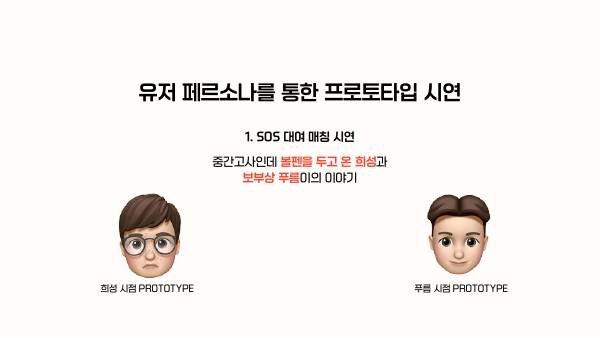 유저 페르소나를 통한 프로토타입 시연
1. SOS 대여 매칭 시연
중간고사인데 볼펜을 두고 온 희성과
보부상 푸름이의 이야기
희성 시점 PROTOTYPE
푸름 시점 PROTOTYPE